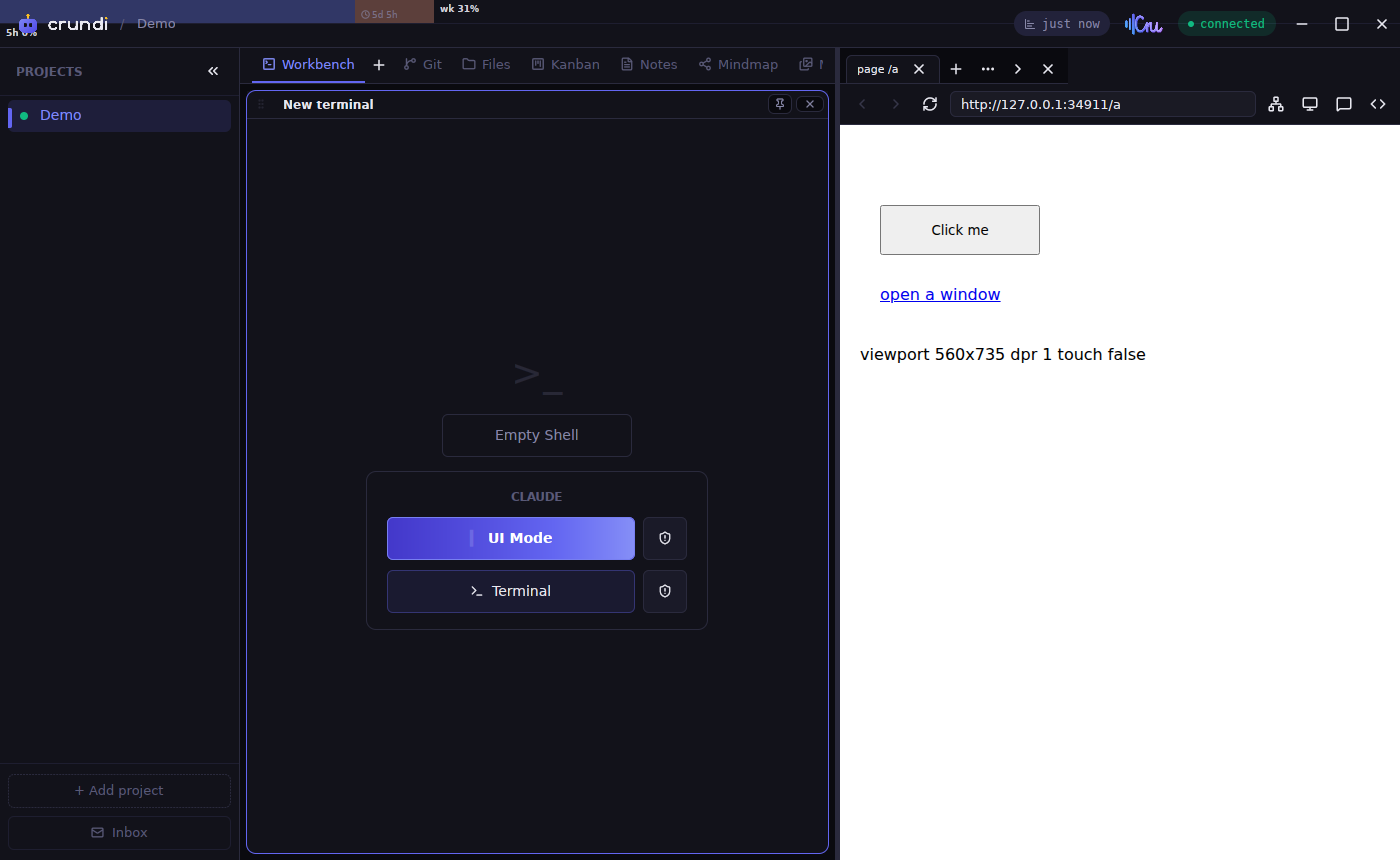 5d 5h
wk 31%
5h 6%
crundi / Demo
just now
Cru
connected
PROJECTS
Demo
+ Add project
Inbox
Workbench
Git
Files
Kanban
Notes
Mindmap
New terminal
>_
Empty Shell
CLAUDE
UI Mode
Terminal
page /a
http://127.0.0.1:34911/a
Click me
open a window
viewport 560x735 dpr 1 touch false